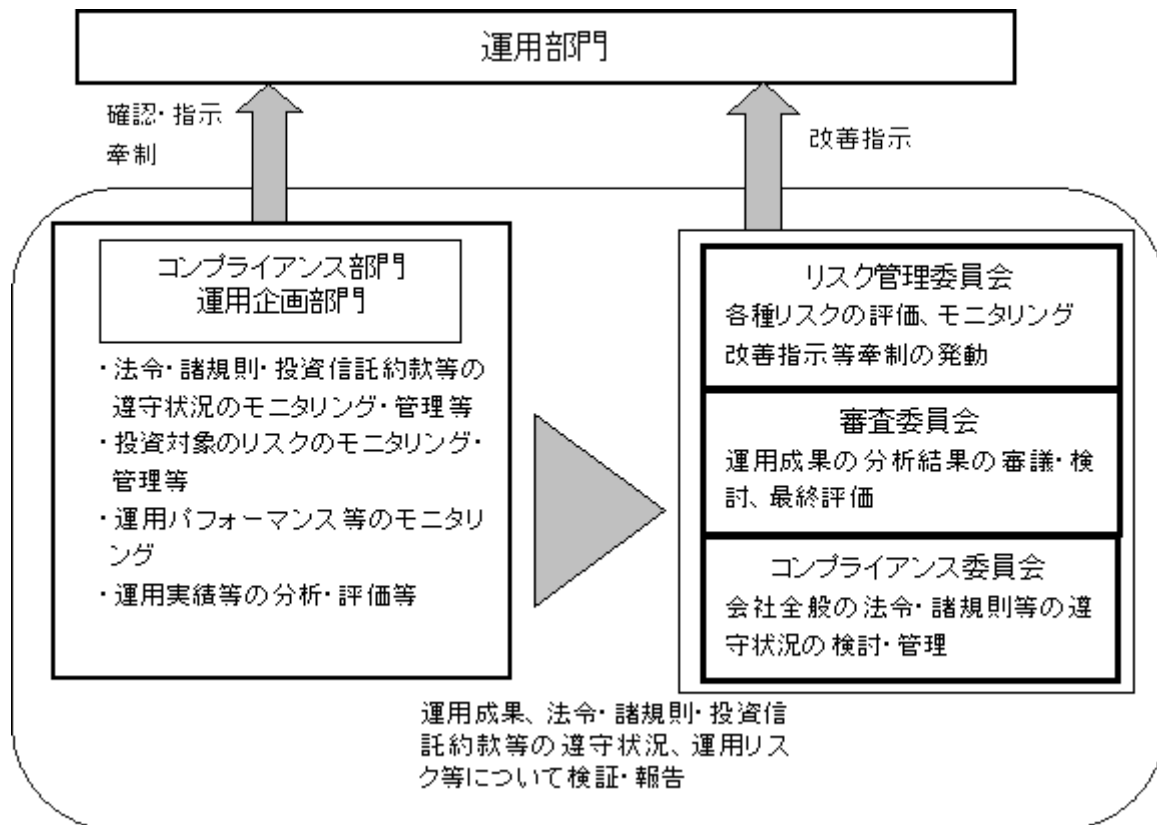 運用部門
確認・指示
牽制
改善指示
コンプライアンス部門
運用企画部門
・法令・諸規則・投資信託約款等の
遵守状況のモニタリング・管理等
・投資対象のリスクのモニタリング・
管理等
・運用パフォーマンス等のモニタリ
ング
・運用実績等の分析・評価等
リスク管理委員会
各種リスクの評価、モニタリング
改善指示等牽制の発動
審査委員会
運用成果の分析結果の審議・検
討、最終評価
コンプライアンス委員会
会社全般の法令・諸規則等の遵
守状況の検討・管理
運用成果、法令・諸規則・投資信
託約款等の遵守状況、運用リス
ク等について検証・報告